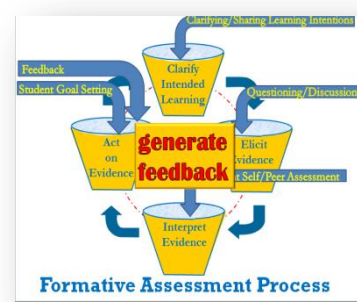 Clarifying/Sharing Learning Intentions
Feedback
Student Goal Setting
Clarify
Intended
Learning
Questioning/Discussion
Act
on
Evidence
generate
feedback
Elicit
Evidence
Self/Peer Assessment
Interpret
Evidence
Formative Assessment Process